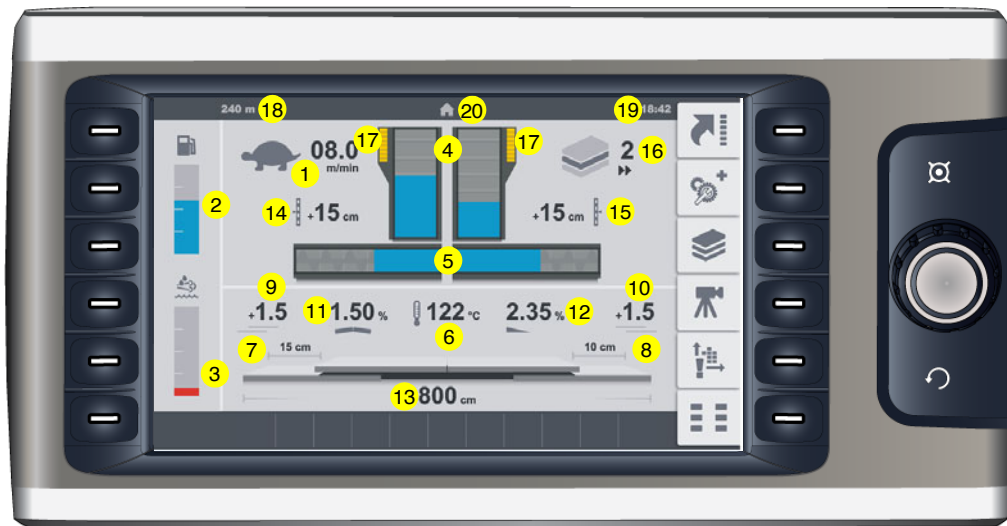 240 m 18 20 19 18:42
17 4 17
1 08.0 m/min
2 16
2
14 +15 cm +15 cm 15
5
9 10
+1.5 11 1.50 % 122 °C 2.35 % 12 +1.5
6
7 15 cm 10 cm 8
3
13 800 cm